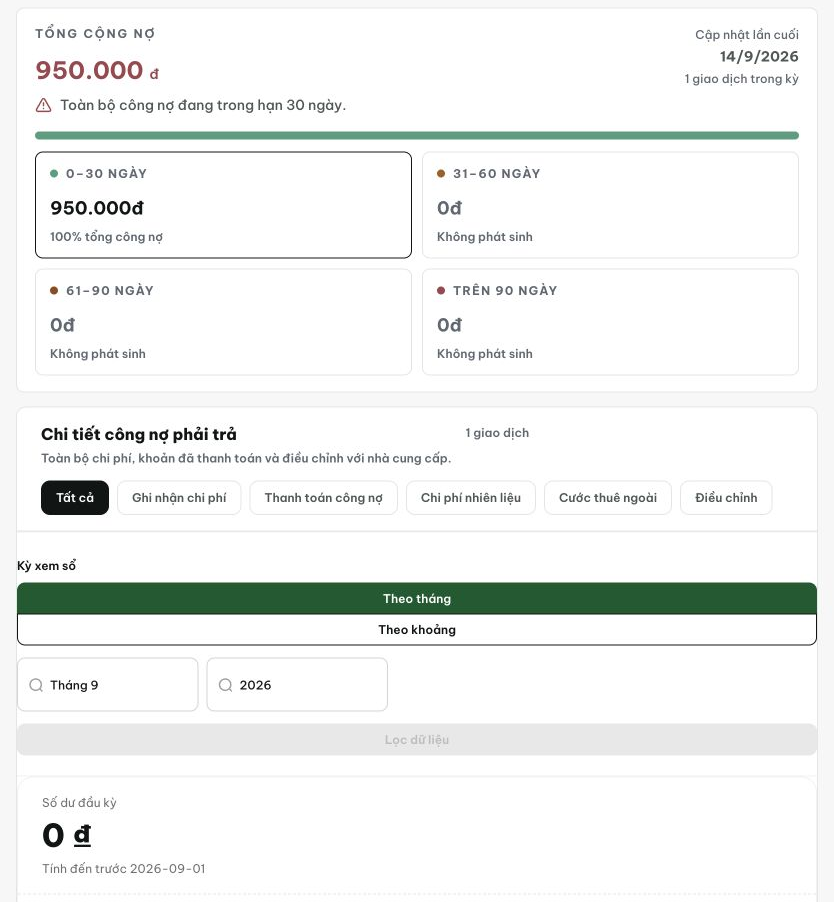 TỔNG CỘNG NỢ
Cập nhật lần cuối
950.000 đ
14/9/2026
1 giao dịch trong kỳ
Toàn bộ công nợ đang trong hạn 30 ngày.
0–30 NGÀY
950.000đ
100% tổng công nợ
31–60 NGÀY
0đ
Không phát sinh
61–90 NGÀY
0đ
Không phát sinh
TRÊN 90 NGÀY
0đ
Không phát sinh
Chi tiết công nợ phải trả
1 giao dịch
Toàn bộ chi phí, khoản đã thanh toán và điều chỉnh với nhà cung cấp.
Tất cả
Ghi nhận chi phí
Thanh toán công nợ
Chi phí nhiên liệu
Cước thuê ngoài
Điều chỉnh
Kỳ xem sổ
Theo tháng
Theo khoảng
Tháng 9
2026
Lọc dữ liệu
Số dư đầu kỳ
0 ₫
Tính đến trước 2026-09-01